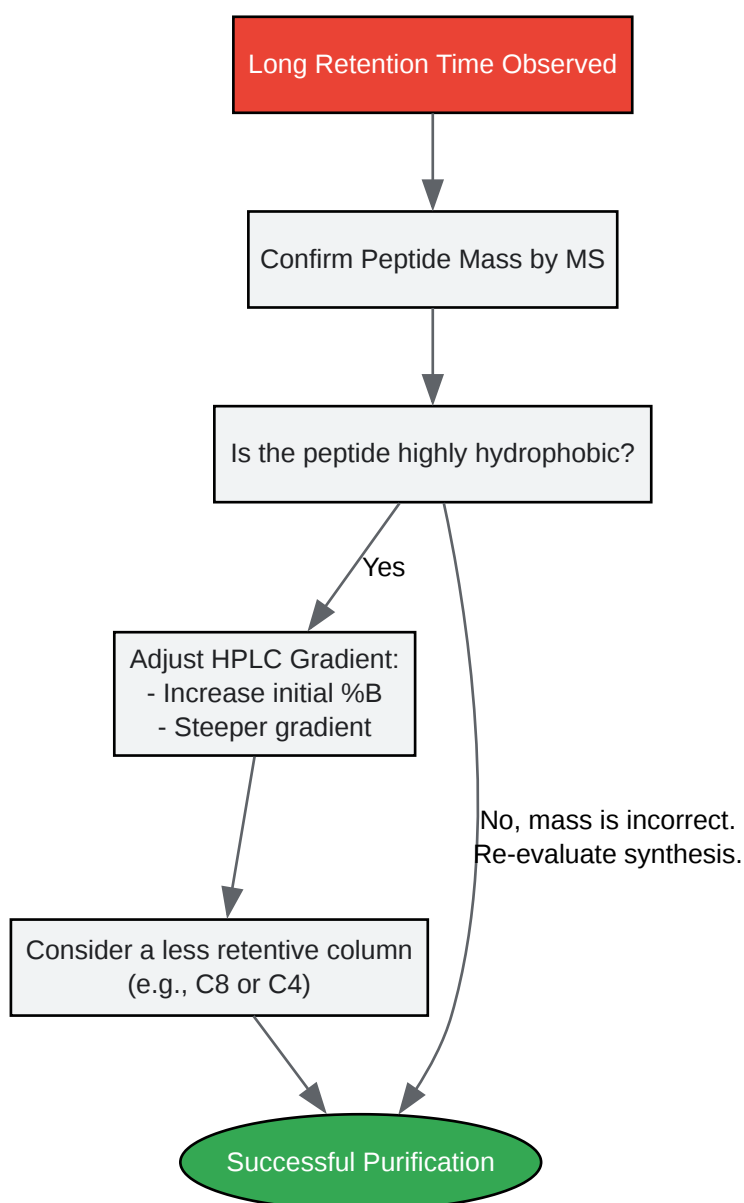 Long Retention Time Observed
Confirm Peptide Mass by MS
Is the peptide highly hydrophobic?
Yes
Adjust HPLC Gradient:
- Increase initial %B
- Steeper gradient
No, mass is incorrect.
Re-evaluate synthesis.
Consider a less retentive column
(e.g., C8 or C4)
Successful Purification